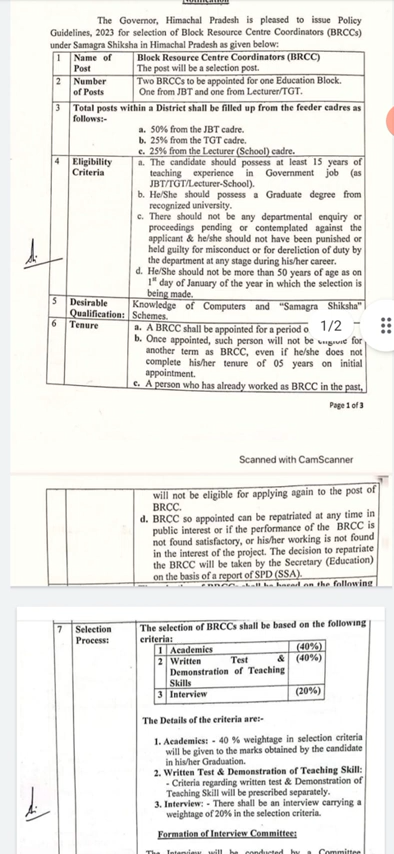 Notification
The Governor, Himachal Pradesh is pleased to issue Policy
Guidelines, 2023 for selection of Block Resource Centre Coordinators (BRCCs)
under Samagra Shiksha in Himachal Pradesh as given below:
1 Name of Post Block Resource Centre Coordinators (BRCC)
The post will be a selection post.
2 Number of Posts Two BRCCs to be appointed for one Education Block.
One from JBT and one from Lecturer/TGT.
3 Total posts within a District shall be filled up from the feeder cadres as
follows:-
a. 50% from the JBT cadre.
b. 25% from the TGT cadre.
c. 25% from the Lecturer (School) cadre.
4 Eligibility Criteria a. The candidate should possess at least 15 years of
teaching experience in Government job (as
JBT/TGT/Lecturer-School).
b. He/She should possess a Graduate degree from
recognized university.
c. There should not be any departmental enquiry or
proceedings pending or contemplated against the
applicant & he/she should not have been punished or
held guilty for misconduct or for dereliction of duty by
the department at any stage during his/her career.
d. He/She should not be more than 50 years of age as on
1st day of January of the year in which the selection is
being made.
5 Desirable Qualification: Knowledge of Computers and "Samagra Shiksha"
Schemes.
6 Tenure a. A BRCC shall be appointed for a period o
1/2
b. Once appointed, such person will not be eligible for
another term as BRCC, even if he/she does not
complete his/her tenure of 05 years on initial
appointment.
c. A person who has already worked as BRCC in the past,
Page 1 of 3
Scanned with CamScanner
will not be eligible for applying again to the post of
BRCC.
d. BRCC so appointed can be repatriated at any time in
public interest or if the performance of the BRCC is
not found satisfactory, or his/her working is not found
in the interest of the project. The decision to repatriate
the BRCC will be taken by the Secretary (Education)
on the basis of a report of SPD (SSA).
shall be based on the following
7 Selection Process: The selection of BRCCs shall be based on the following
criteria:
1 Academics (40%)
2 Written Test & (40%)
Demonstration of Teaching
Skills
3 Interview (20%)
The Details of the criteria are:-
1. Academics: - 40 % weightage in selection criteria
will be given to the marks obtained by the candidate
in his/her Graduation.
2. Written Test & Demonstration of Teaching Skill:
- Criteria regarding written test & Demonstration of
Teaching Skill will be prescribed separately.
3. Interview: - There shall be an interview carrying a
weightage of 20% in the selection criteria.
Formation of Interview Committee:
The Interview will be conducted by a Committee